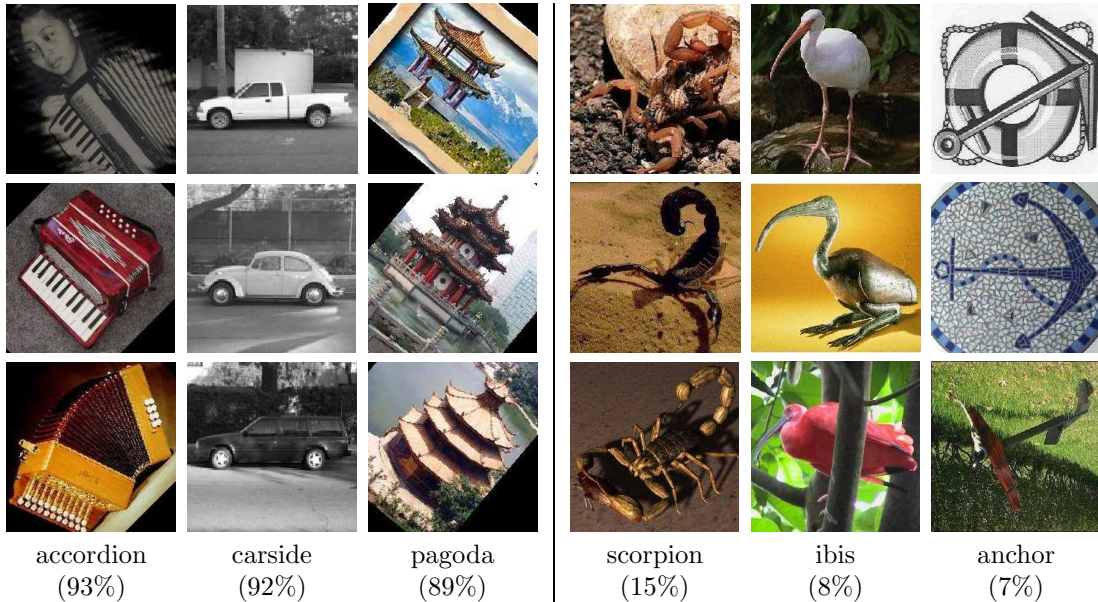 accordion carside pagoda scorpion ibis anchor
(93%) (92%) (89%) (15%) (8%) (7%)